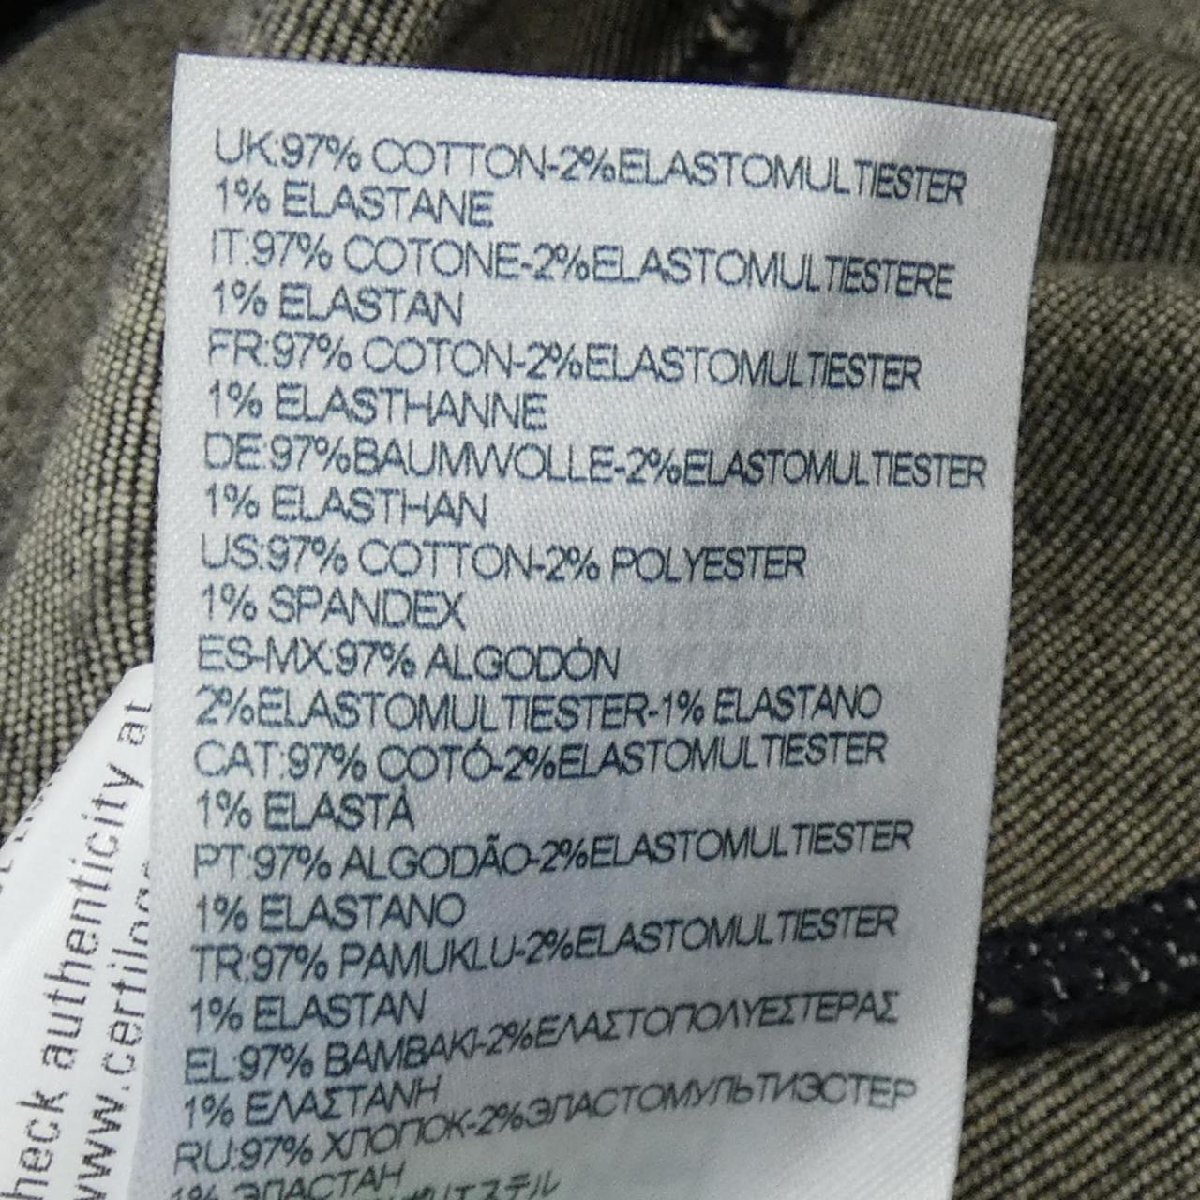 UK:97% COTTON-2%ELASTOMULTIESTER
1% ELASTANE
IT:97% COTONE-2%ELASTOMULTIESTERE
1% ELASTAN
FR:97% COTON-2%ELASTOMULTIESTER
1% ELASTHANNE
DE:97%BAUMWOLLE-2%ELASTOMULTIESTER
1% ELASTHAN
US:97% COTTON-2% POLYESTER
1% SPANDEX
ES-MX:97% ALGODÓN
2%ELASTOMULTIESTER-1% ELASTANO
CAT:97% COTÓ-2%ELASTOMULTIESTER
1% ELASTÀ
PT:97% ALGODÃO-2%ELASTOMULTIESTER
1% ELASTANO
TR:97% PAMUKLU-2%ELASTOMULTIESTER
1% ELASTAN
EL:97% ΒΑΜΒΑΚΙ-2%ΕΛΑΣΤΟΠΟΛΥΕΣΤΕΡΑΣ
1% ΕΛΑΣΤΑΝΗ
RU:97% ХЛОПОК-2%ЭЛАСТОМУЛЬТИЭСТЕР
1% ЭЛАСТАН
heck authenticity at
www.certilogo